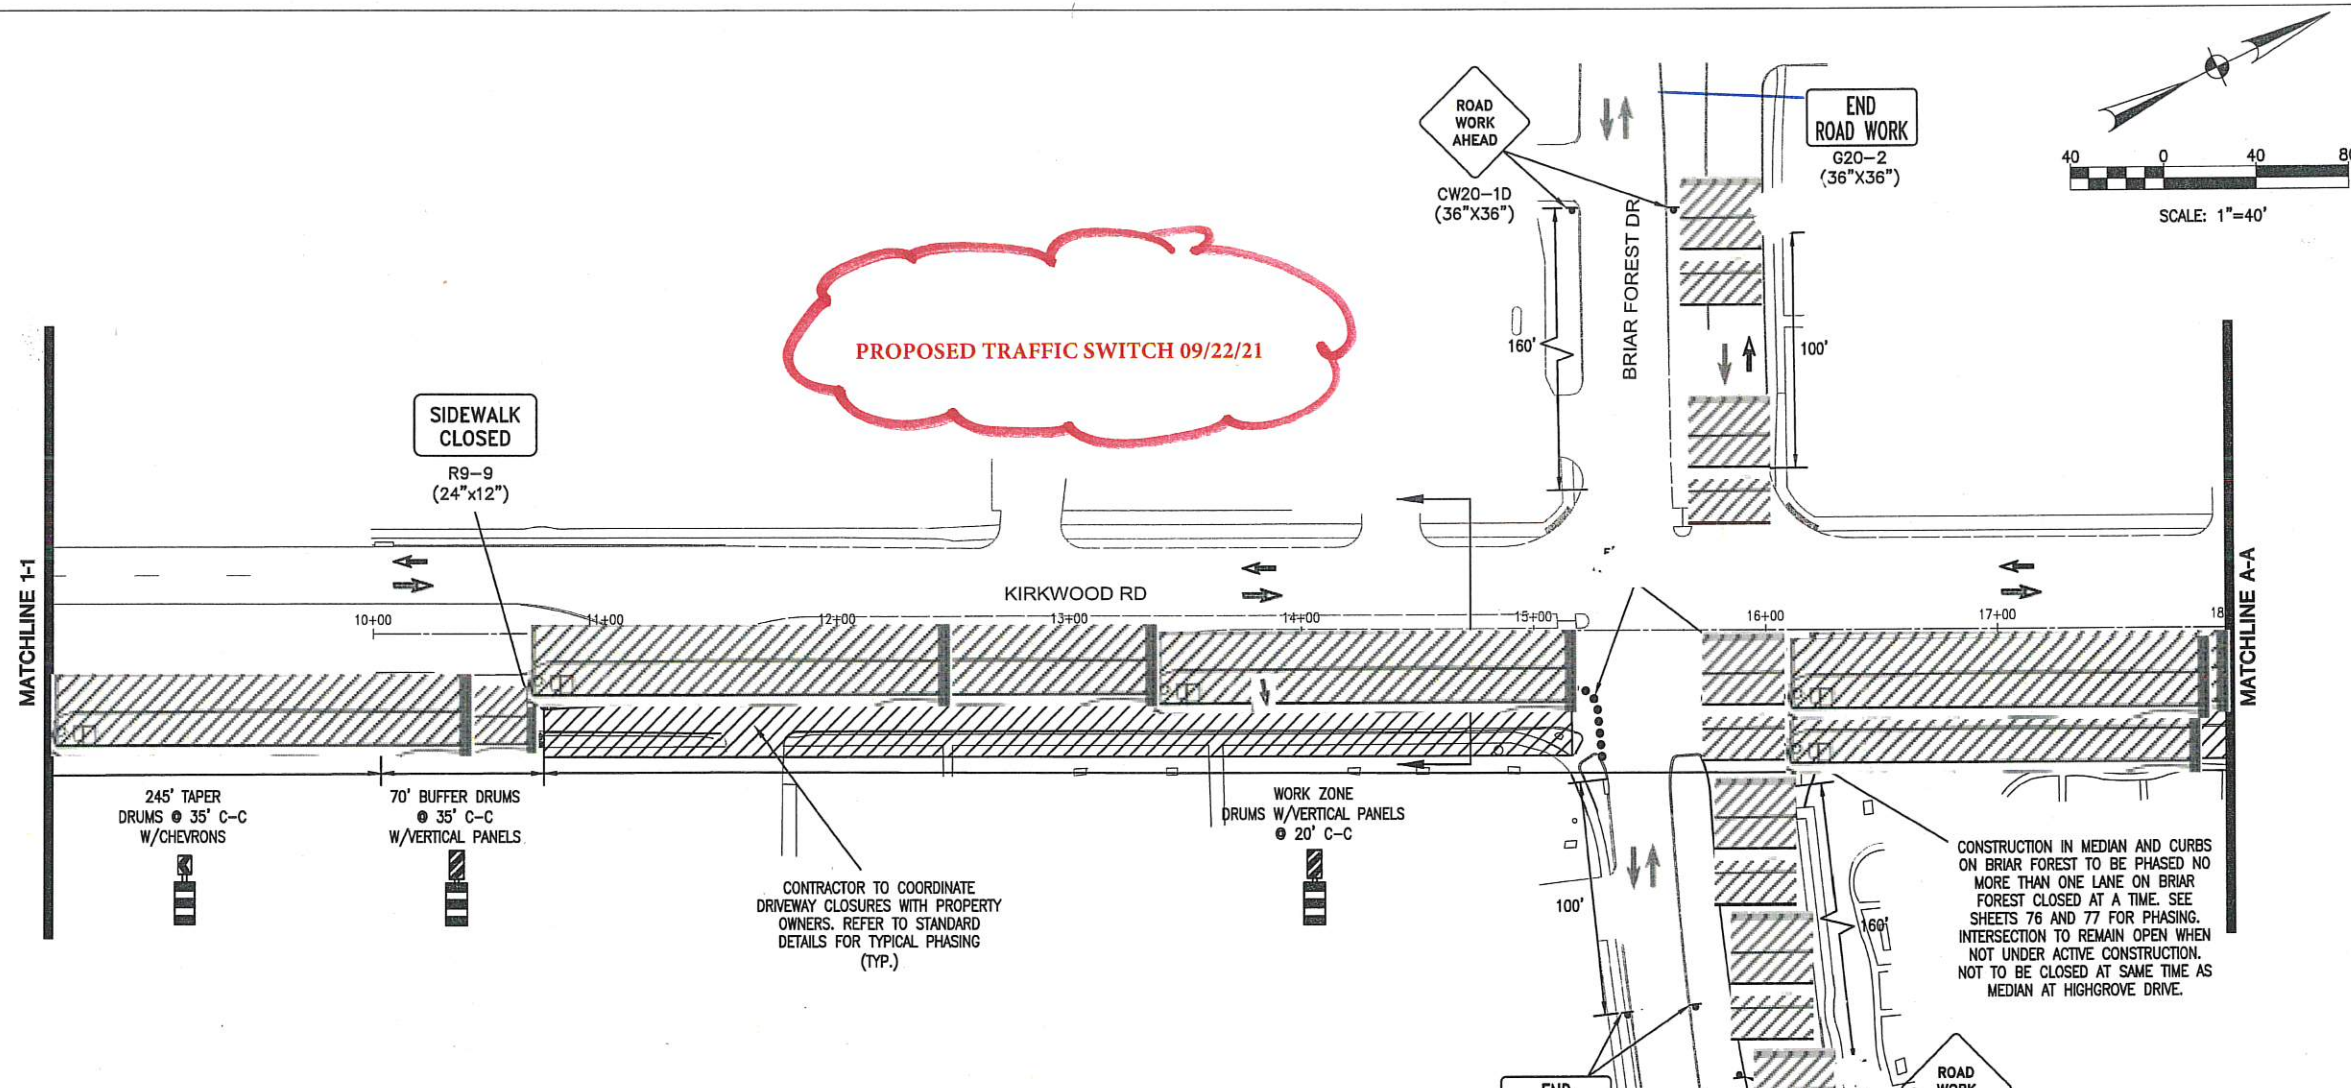 ROAD
WORK
AHEAD
CW20-1D
(36"X36")
END
ROAD WORK
G20-2
(36"X36")
40 0 40 80
SCALE: 1"=40'
PROPOSED TRAFFIC SWITCH 09/22/21
BRIAR FOREST DR
160'
100'
SIDEWALK
CLOSED
R9-9
(24"x12")
MATCHLINE 1-1
MATCHLINE A-A
KIRKWOOD RD
10+00 11+00 12+00 13+00 14+00 15+00 16+00 17+00 18
245' TAPER
DRUMS @ 35' C-C
W/CHEVRONS
70' BUFFER DRUMS
@ 35' C-C
W/VERTICAL PANELS
WORK ZONE
DRUMS W/VERTICAL PANELS
@ 20' C-C
CONTRACTOR TO COORDINATE
DRIVEWAY CLOSURES WITH PROPERTY
OWNERS. REFER TO STANDARD
DETAILS FOR TYPICAL PHASING
(TYP.)
100'
160'
CONSTRUCTION IN MEDIAN AND CURBS
ON BRIAR FOREST TO BE PHASED NO
MORE THAN ONE LANE ON BRIAR
FOREST CLOSED AT A TIME. SEE
SHEETS 76 AND 77 FOR PHASING.
INTERSECTION TO REMAIN OPEN WHEN
NOT UNDER ACTIVE CONSTRUCTION.
NOT TO BE CLOSED AT SAME TIME AS
MEDIAN AT HIGHGROVE DRIVE.
END
ROAD
WORK